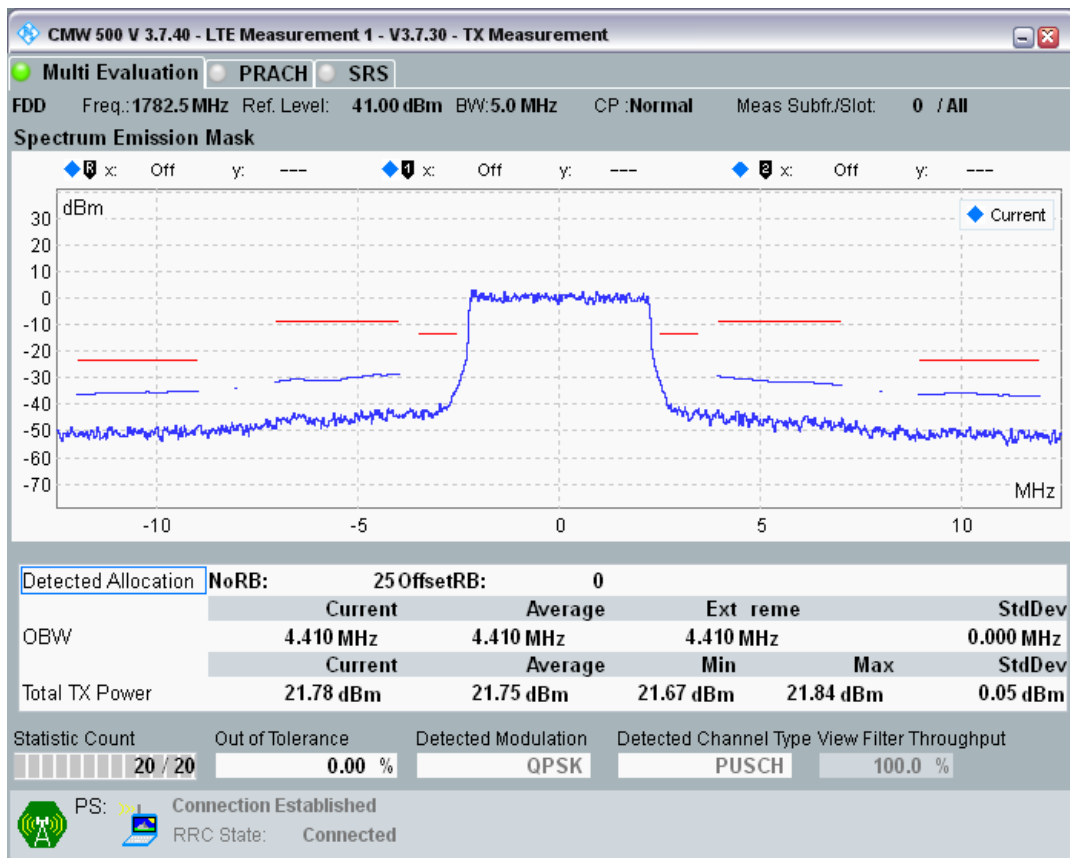 CMW 500 V 3.7.40 - LTE Measurement 1 - V3.7.30 - TX Measurement
Multi Evaluation PRACH SRS
FDD Freq.: 1782.5 MHz Ref. Level: 41.00 dBm BW: 5.0 MHz CP : Normal Meas Subfr./Slot: 0 / All
Spectrum Emission Mask
R x: Off y: --- 1 x: Off y: --- 2 x: Off y: ---
dBm
Current
30
20
10
0
-10
-20
-30
-40
-50
-60
-70
MHz
-10 -5 0 5 10
Detected Allocation NoRB: 25 OffsetRB: 0
Current Average Ext reme StdDev
OBW 4.410 MHz 4.410 MHz 4.410 MHz 0.000 MHz
Current Average Min Max StdDev
Total TX Power 21.78 dBm 21.75 dBm 21.67 dBm 21.84 dBm 0.05 dBm
Statistic Count Out of Tolerance Detected Modulation Detected Channel Type View Filter Throughput
20 / 20 0.00 % QPSK PUSCH 100.0 %
PS: Connection Established
RRC State: Connected